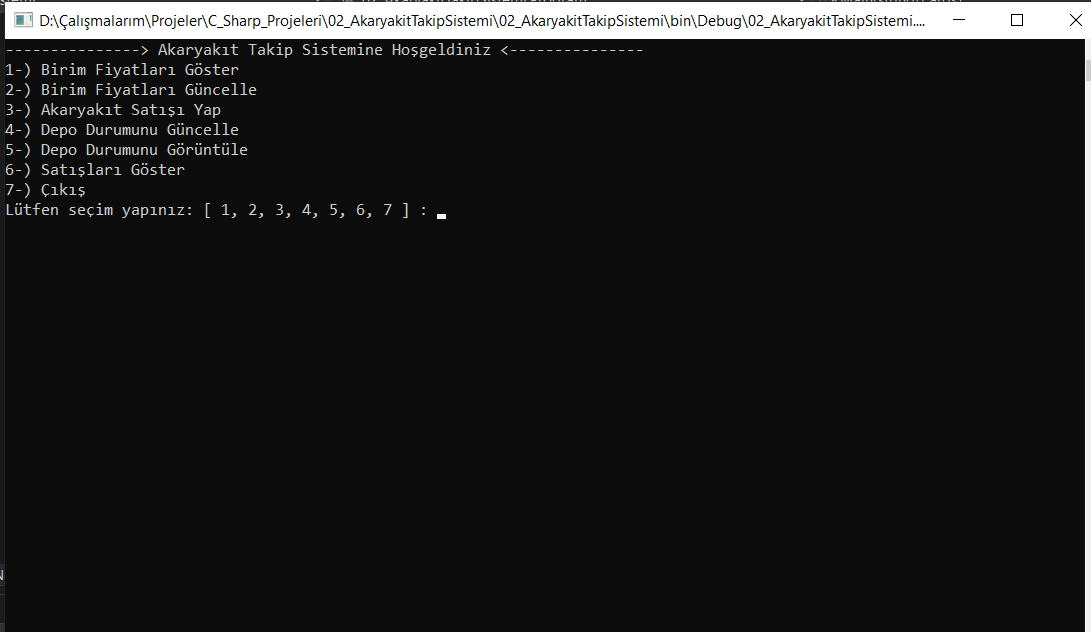 D:\Çalışmalarım\Projeler\C_Sharp_Projeleri\02_AkaryakitTakipSistemi\02_AkaryakitTakipSistemi\bin\Debug\02_AkaryakitTakipSistemi....
---------------> Akaryakıt Takip Sistemine Hoşgeldiniz <---------------
1-) Birim Fiyatları Göster
2-) Birim Fiyatları Güncelle
3-) Akaryakıt Satışı Yap
4-) Depo Durumunu Güncelle
5-) Depo Durumunu Görüntüle
6-) Satışları Göster
7-) Çıkış
Lütfen seçim yapınız: [ 1, 2, 3, 4, 5, 6, 7 ] :